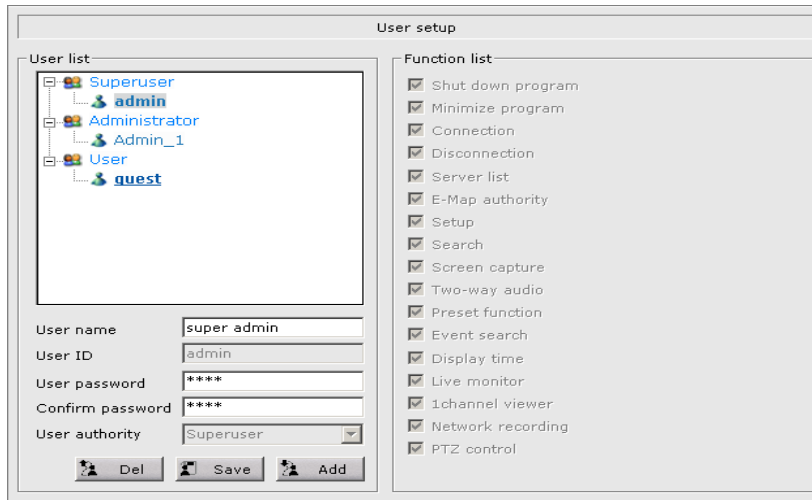 User setup
User list
Superuser
admin
Administrator
Admin_1
User
guest
User name super admin
User ID admin
User password ****
Confirm password ****
User authority Superuser
Del Save Add
Function list
Shut down program
Minimize program
Connection
Disconnection
Server list
E-Map authority
Setup
Search
Screen capture
Two-way audio
Preset function
Event search
Display time
Live monitor
1channel viewer
Network recording
PTZ control